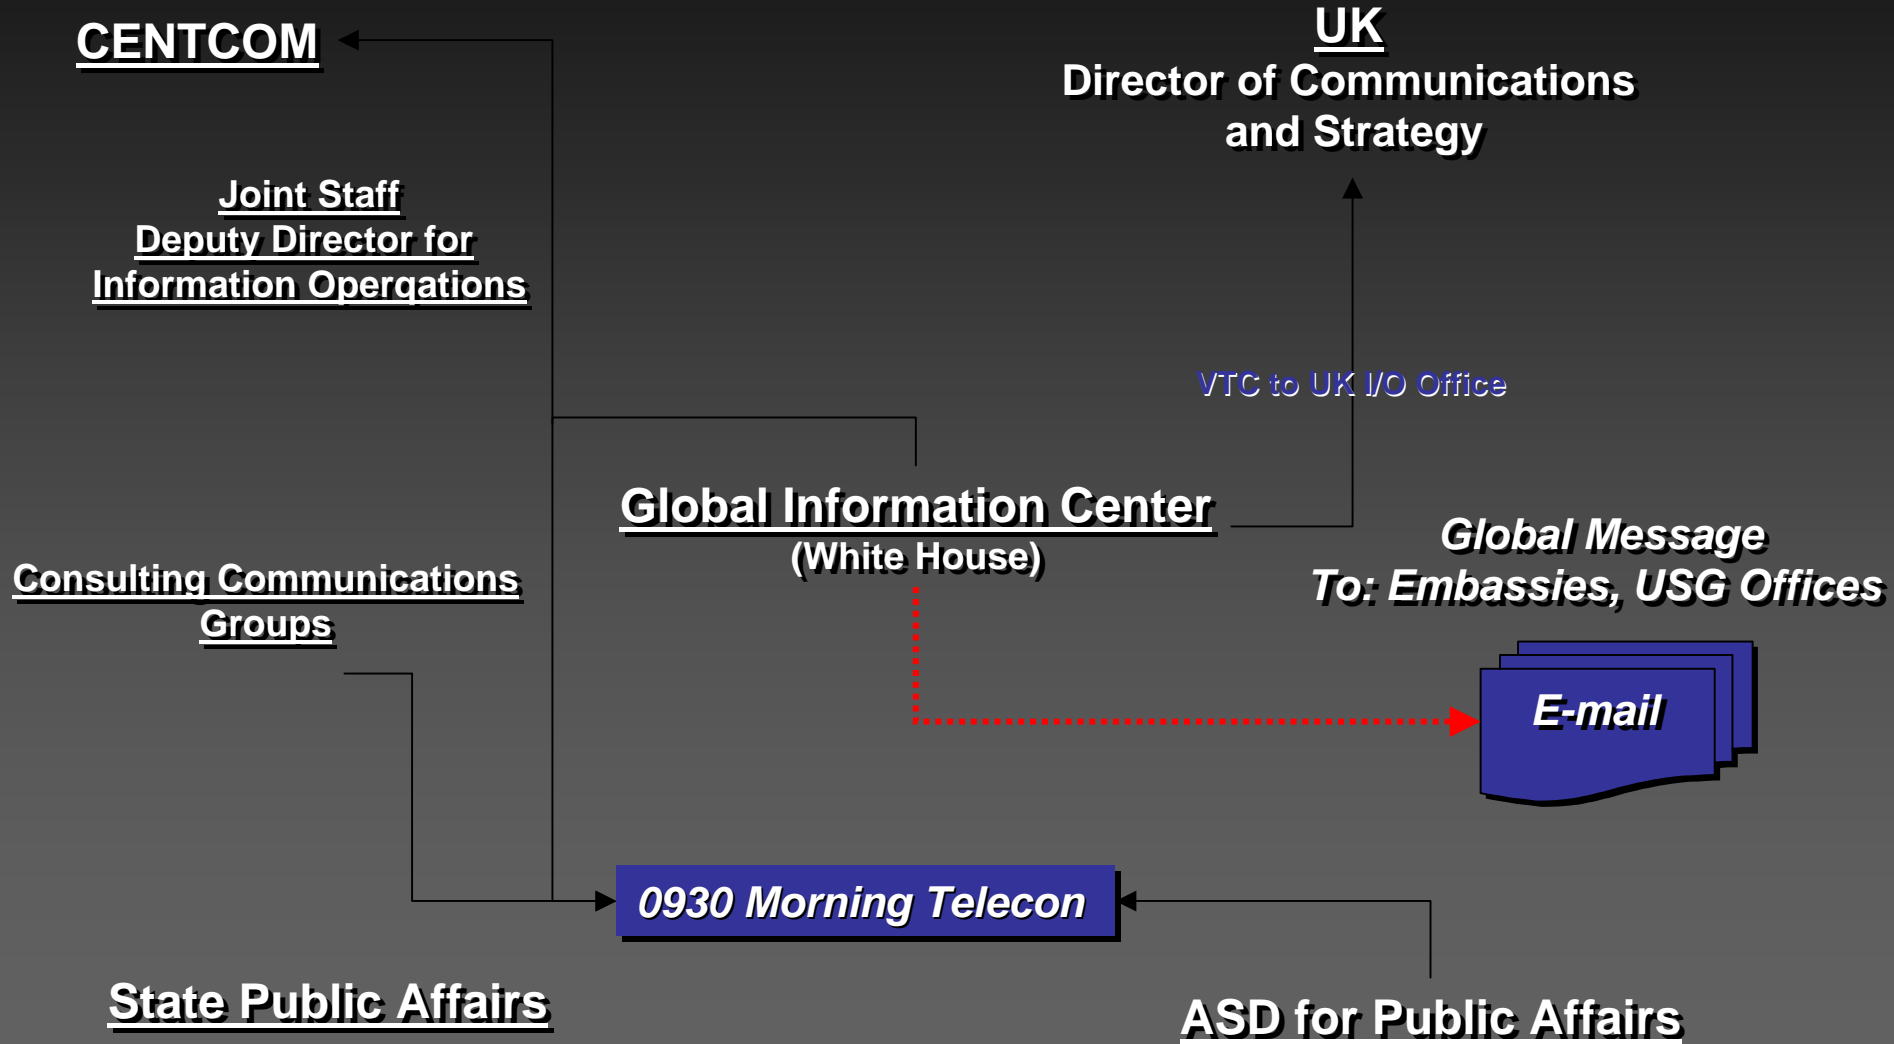 CENTCOM
UK
Director of Communications
and Strategy
Joint Staff
Deputy Director for
Information Operqations
VTC to UK I/O Office
Global Information Center
(White House)
Global Message
To: Embassies, USG Offices
Consulting Communications
Groups
E-mail
0930 Morning Telecon
State Public Affairs
ASD for Public Affairs